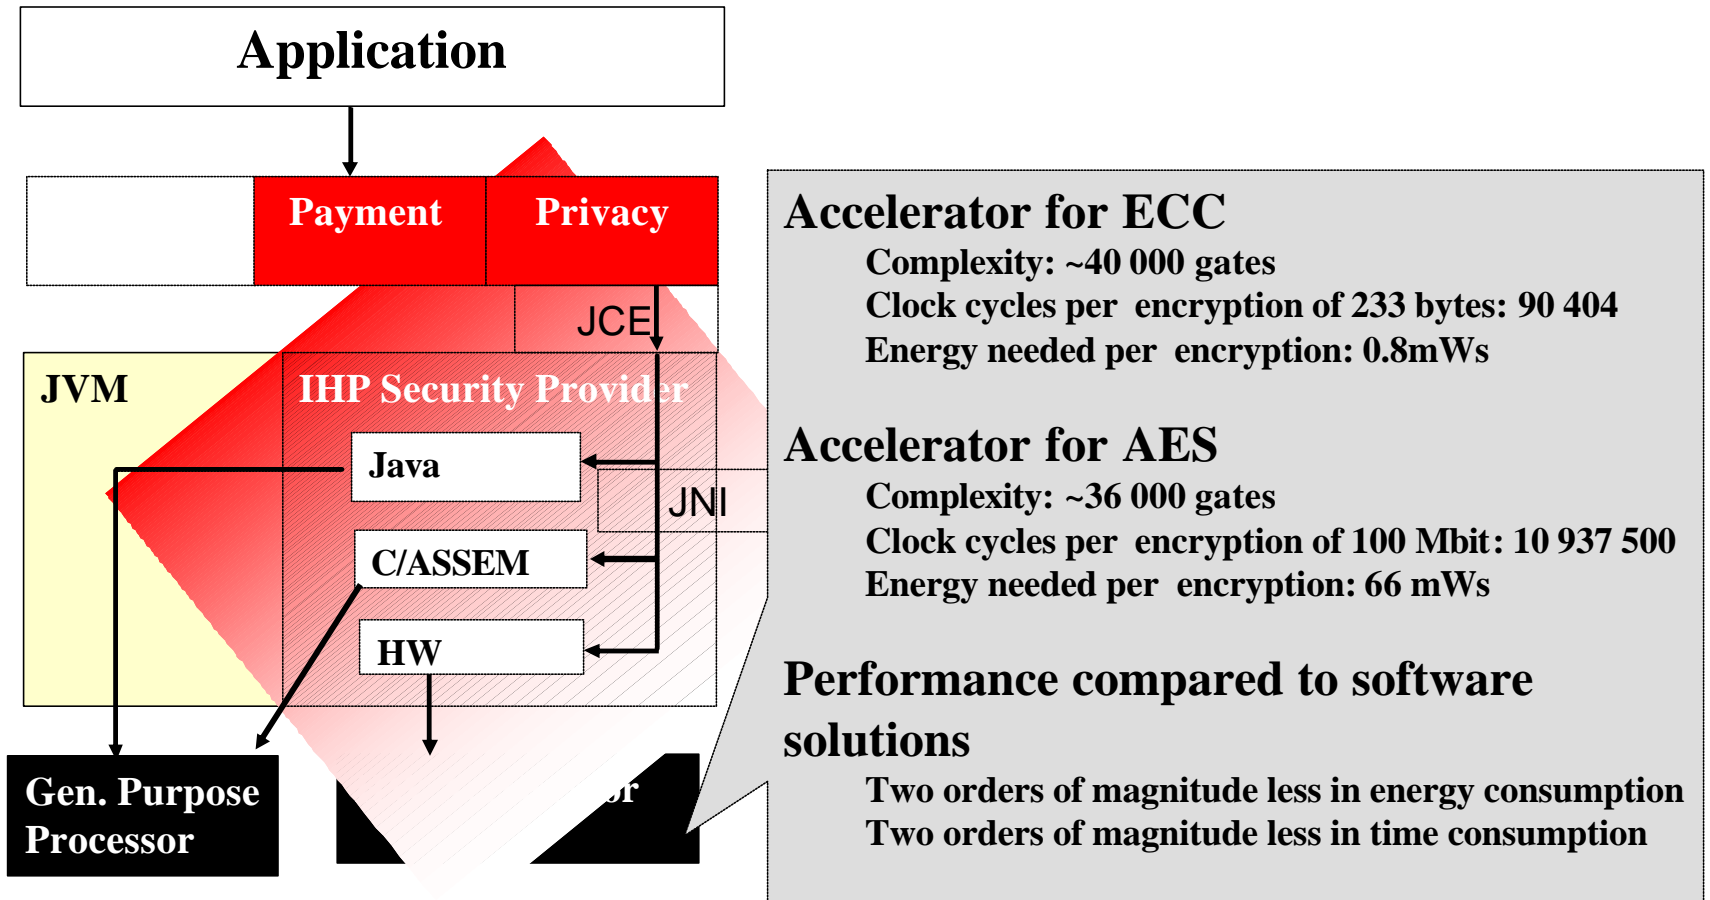 Application
Payment
Privacy
JCE
JVM
IHP Security Provider
Java
JNI
C/ASSEM
HW
Gen. Purpose
Processor
Accelerator for ECC
Complexity: ~40 000 gates
Clock cycles per encryption of 233 bytes: 90 404
Energy needed per encryption: 0.8mWs
Accelerator for AES
Complexity: ~36 000 gates
Clock cycles per encryption of 100 Mbit: 10 937 500
Energy needed per encryption: 66 mWs
Performance compared to software
solutions
Two orders of magnitude less in energy consumption
Two orders of magnitude less in time consumption